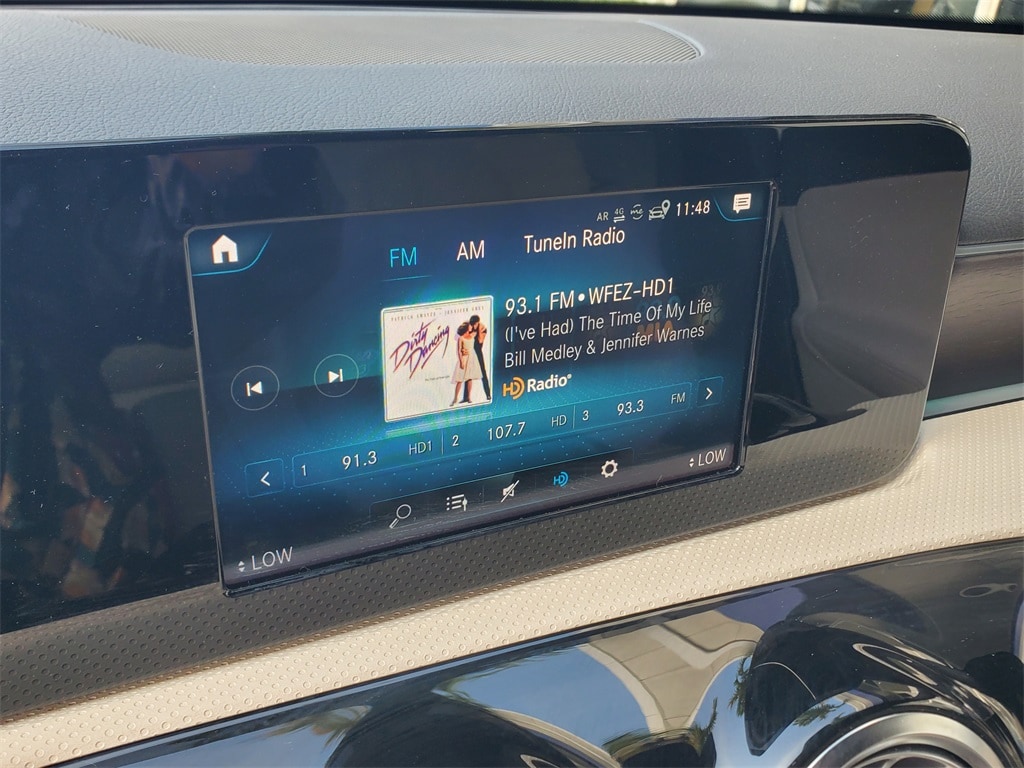 AR 4G me 11:48
FM AM TuneIn Radio
Dirty Dancing
93.1 FM • WFEZ-HD1
(I've Had) The Time Of My Life
Bill Medley & Jennifer Warnes
HD Radio®
1 91.3 HD1 2 107.7 HD 3 93.3 FM
HD
LOW
LOW